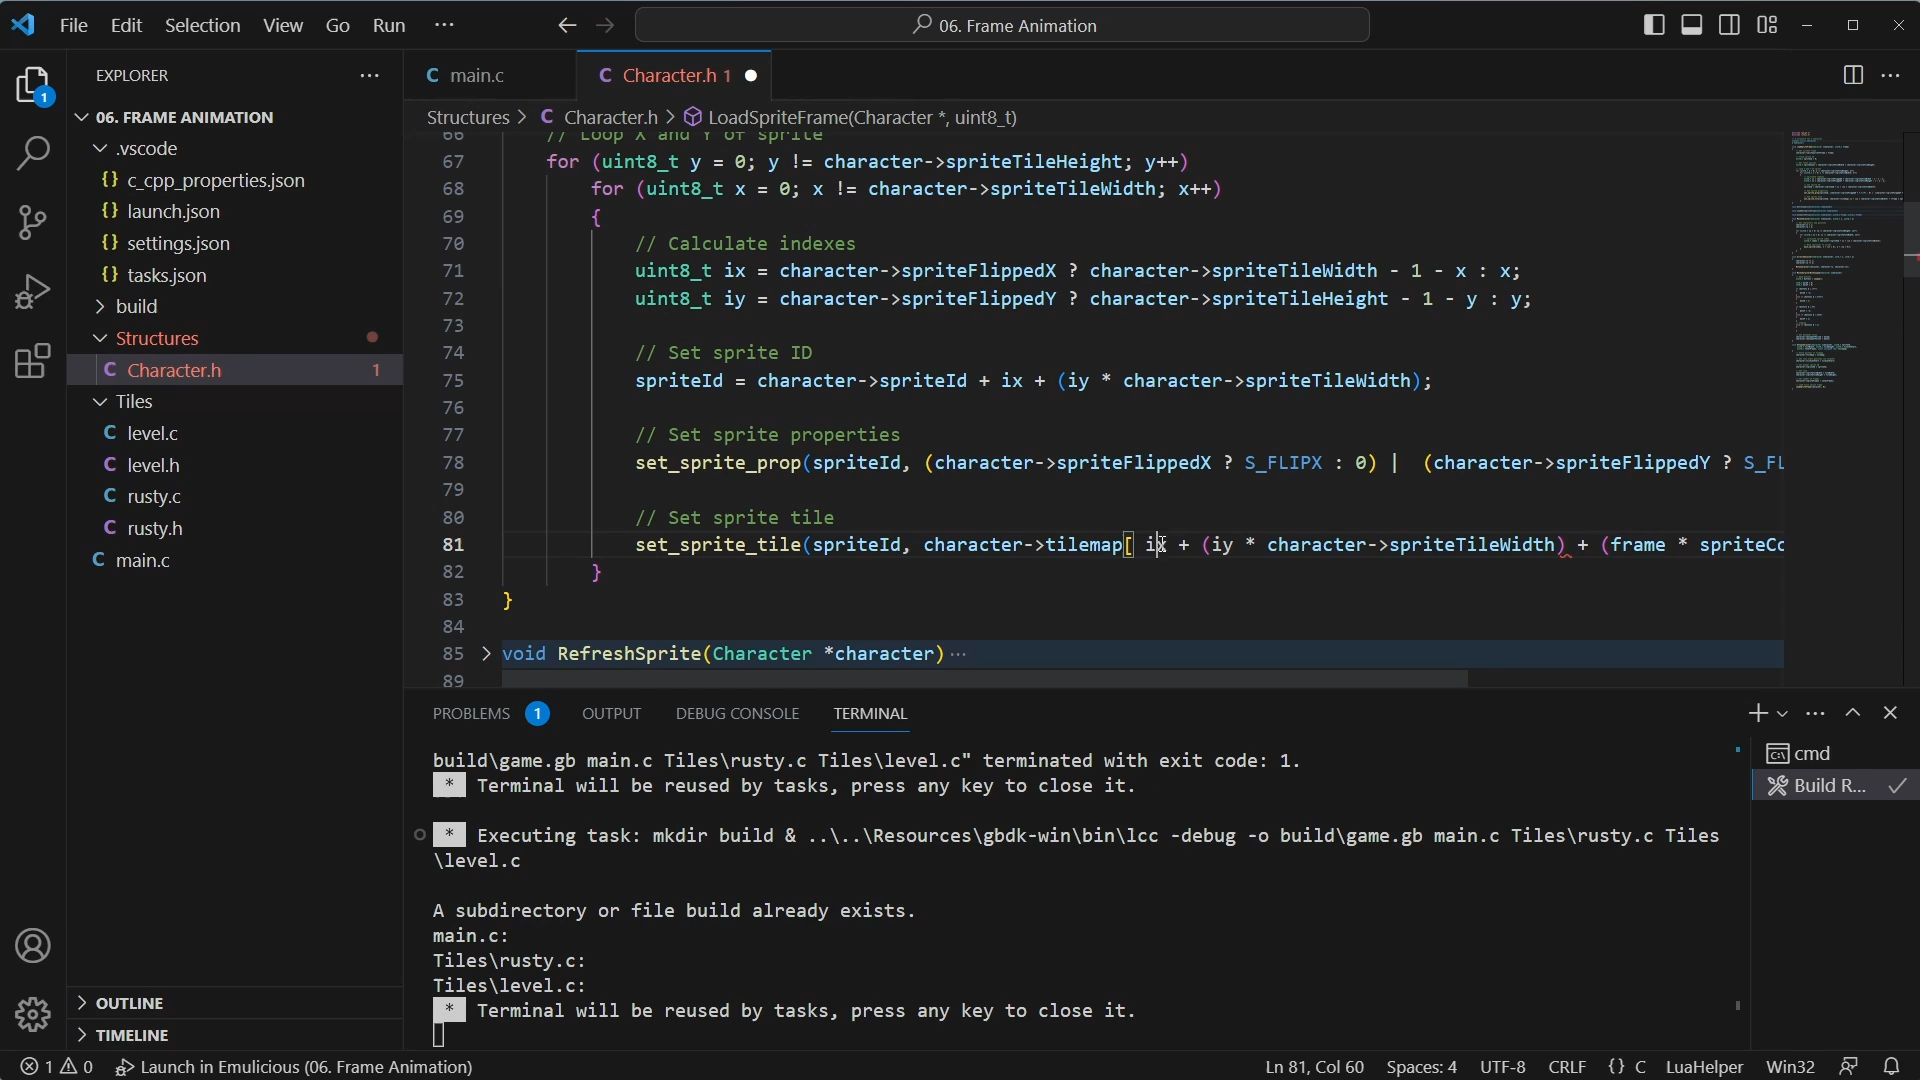 File Edit Selection View Go Run ···
06. Frame Animation
EXPLORER ···
06. FRAME ANIMATION
.vscode
{} c_cpp_properties.json
{} launch.json
{} settings.json
{} tasks.json
build
Structures
C Character.h 1
Tiles
C level.c
C level.h
C rusty.c
C rusty.h
C main.c
OUTLINE
TIMELINE
1
C main.c
C Character.h 1
Structures > C Character.h > LoadSpriteFrame(Character *, uint8_t)
66 // Loop X and Y of sprite
67 for (uint8_t y = 0; y != character->spriteTileHeight; y++)
68 for (uint8_t x = 0; x != character->spriteTileWidth; x++)
69 {
70 // Calculate indexes
71 uint8_t ix = character->spriteFlippedX ? character->spriteTileWidth - 1 - x : x;
72 uint8_t iy = character->spriteFlippedY ? character->spriteTileHeight - 1 - y : y;
73
74 // Set sprite ID
75 spriteId = character->spriteId + ix + (iy * character->spriteTileWidth);
76
77 // Set sprite properties
78 set_sprite_prop(spriteId, (character->spriteFlippedX ? S_FLIPX : 0) | (character->spriteFlippedY ? S_FL
79
80 // Set sprite tile
81 set_sprite_tile(spriteId, character->tilemap[ ix + (iy * character->spriteTileWidth) + (frame * spriteCo
82 }
83 }
84
85 void RefreshSprite(Character *character) ···
89
PROBLEMS 1 OUTPUT DEBUG CONSOLE TERMINAL
build\game.gb main.c Tiles\rusty.c Tiles\level.c" terminated with exit code: 1.
* Terminal will be reused by tasks, press any key to close it.
* Executing task: mkdir build & ..\..\Resources\gbdk-win\bin\lcc -debug -o build\game.gb main.c Tiles\rusty.c Tiles
\level.c
A subdirectory or file build already exists.
main.c:
Tiles\rusty.c:
Tiles\level.c:
* Terminal will be reused by tasks, press any key to close it.
cmd
Build R...
1 0 Launch in Emulicious (06. Frame Animation)
Ln 81, Col 60 Spaces: 4 UTF-8 CRLF {} C LuaHelper Win32